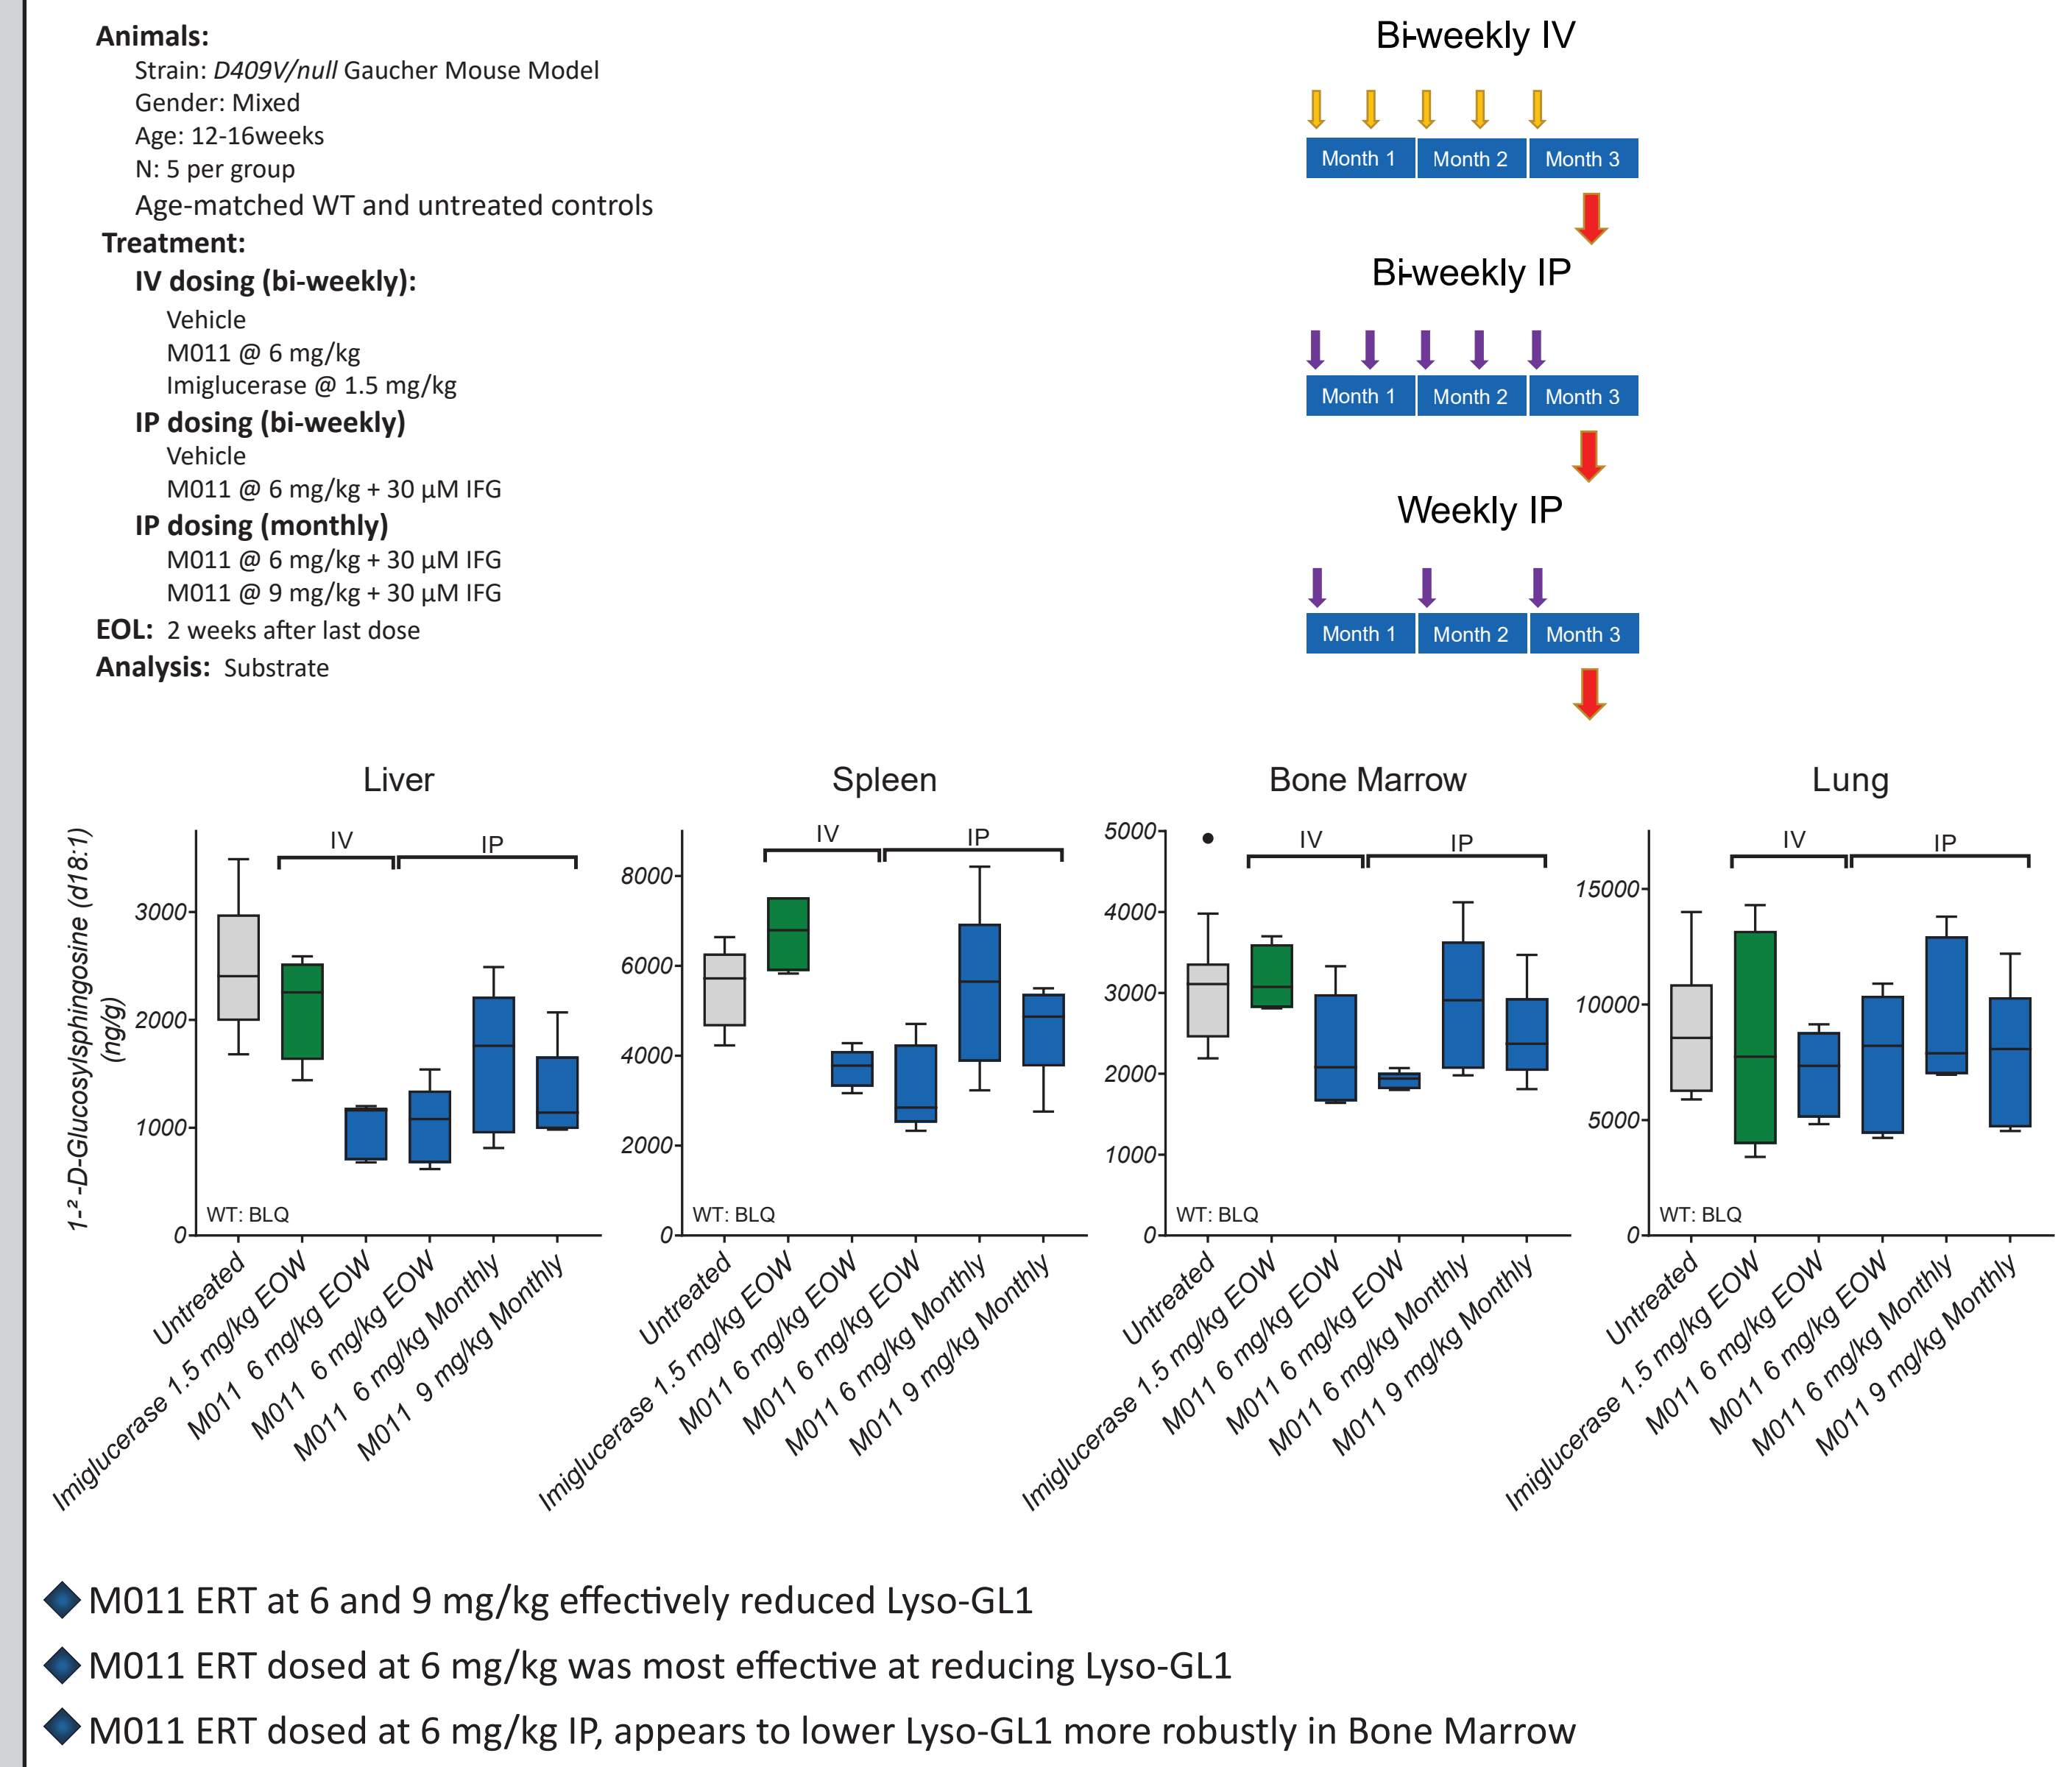 Animals:
Strain: D409V/null Gaucher Mouse Model
Gender: Mixed
Age: 12-16weeks
N: 5 per group
Age-matched WT and untreated controls
Treatment:
IV dosing (bi-weekly):
Vehicle
M011 @ 6 mg/kg
Imiglucerase @ 1.5 mg/kg
IP dosing (bi-weekly)
Vehicle
M011 @ 6 mg/kg + 30 µM IFG
IP dosing (monthly)
M011 @ 6 mg/kg + 30 µM IFG
M011 @ 9 mg/kg + 30 µM IFG
EOL: 2 weeks after last dose
Analysis: Substrate
Bi-weekly IV
Month 1 Month 2 Month 3
Bi-weekly IP
Month 1 Month 2 Month 3
Weekly IP
Month 1 Month 2 Month 3
1-² -D-Glucosylsphingosine (d18:1)
(ng/g)
Liver
IV IP
3000
2000
1000
0
WT: BLQ
Untreated
Imiglucerase 1.5 mg/kg EOW
M011 6 mg/kg EOW
M011 6 mg/kg EOW
M011 6 mg/kg Monthly
M011 9 mg/kg Monthly
Spleen
IV IP
8000
6000
4000
2000
0
WT: BLQ
Untreated
Imiglucerase 1.5 mg/kg EOW
M011 6 mg/kg EOW
M011 6 mg/kg EOW
M011 6 mg/kg Monthly
M011 9 mg/kg Monthly
Bone Marrow
IV IP
5000
4000
3000
2000
1000
0
WT: BLQ
Untreated
Imiglucerase 1.5 mg/kg EOW
M011 6 mg/kg EOW
M011 6 mg/kg EOW
M011 6 mg/kg Monthly
M011 9 mg/kg Monthly
Lung
IV IP
15000
10000
5000
0
WT: BLQ
Untreated
Imiglucerase 1.5 mg/kg EOW
M011 6 mg/kg EOW
M011 6 mg/kg EOW
M011 6 mg/kg Monthly
M011 9 mg/kg Monthly
M011 ERT at 6 and 9 mg/kg effectively reduced Lyso-GL1
M011 ERT dosed at 6 mg/kg was most effective at reducing Lyso-GL1
M011 ERT dosed at 6 mg/kg IP, appears to lower Lyso-GL1 more robustly in Bone Marrow